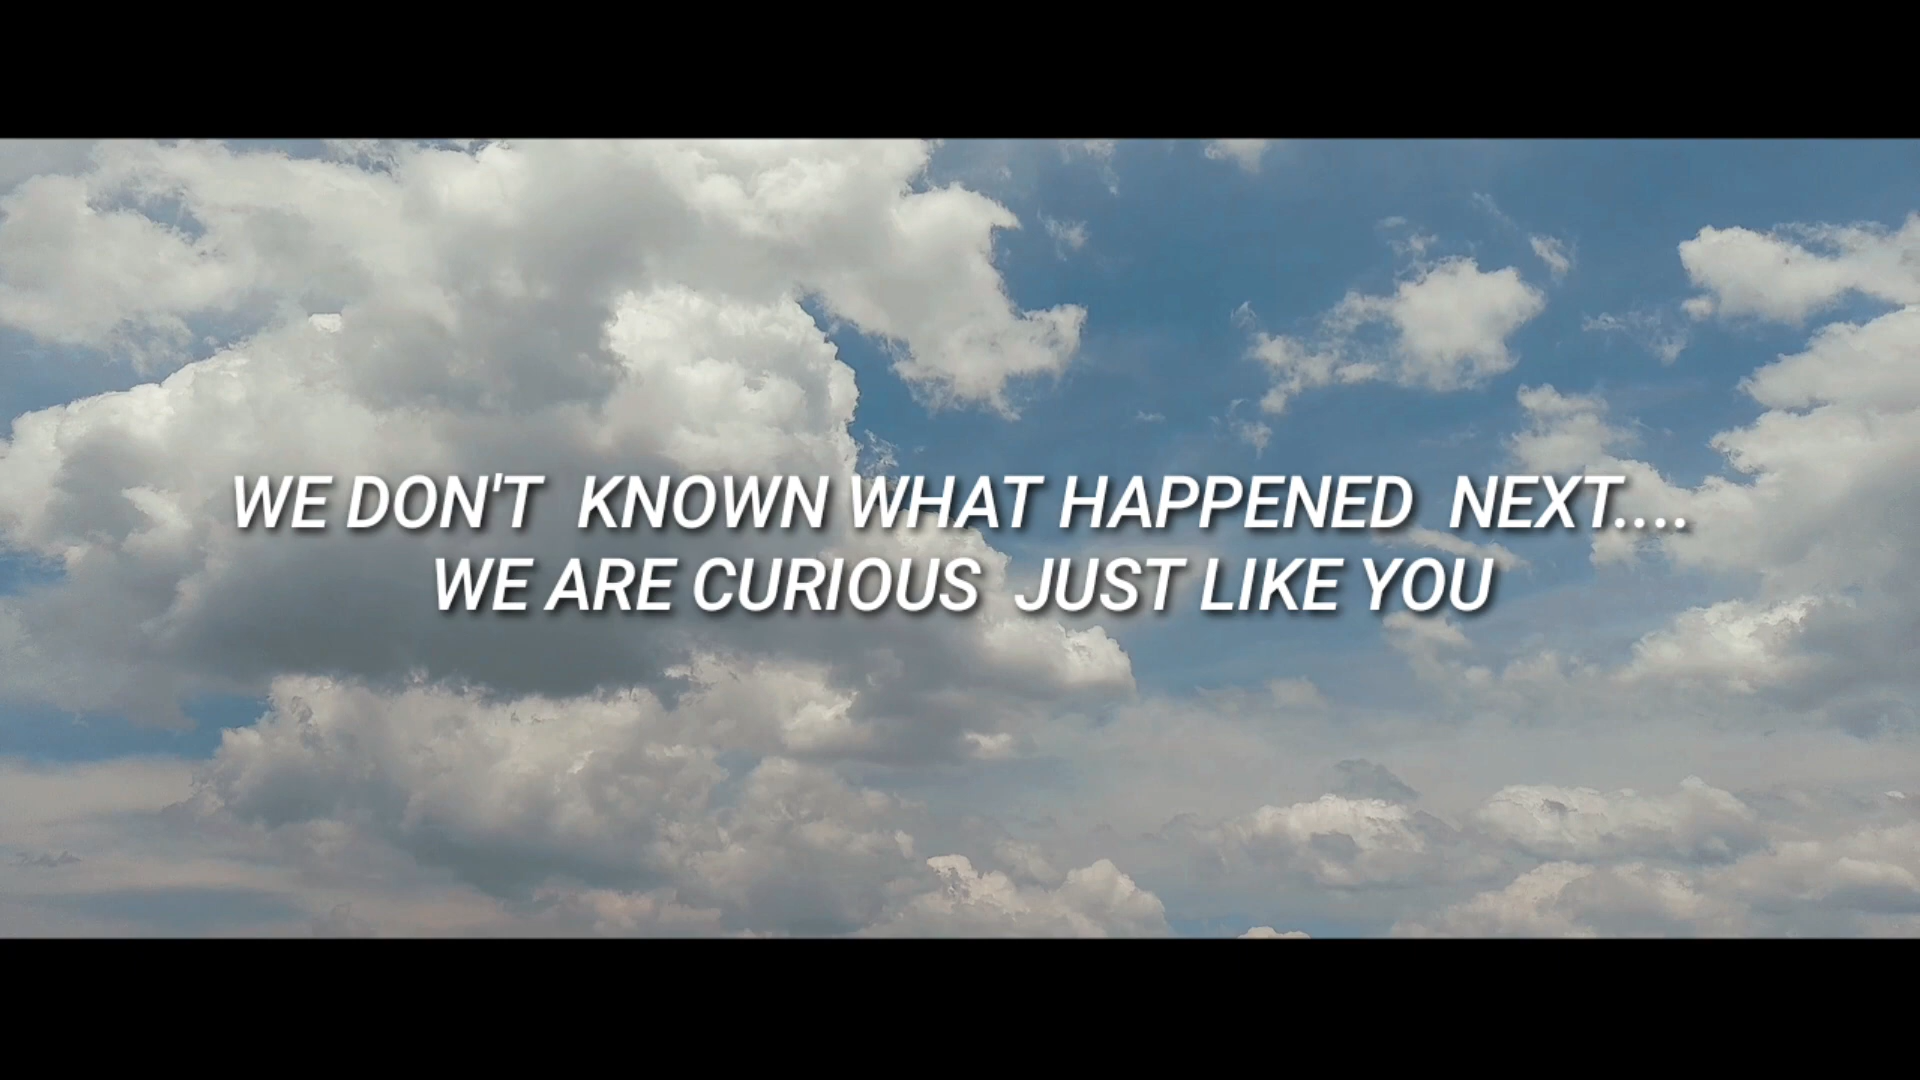 WE DON'T  KNOWN WHAT HAPPENED  NEXT....
WE ARE CURIOUS  JUST LIKE YOU